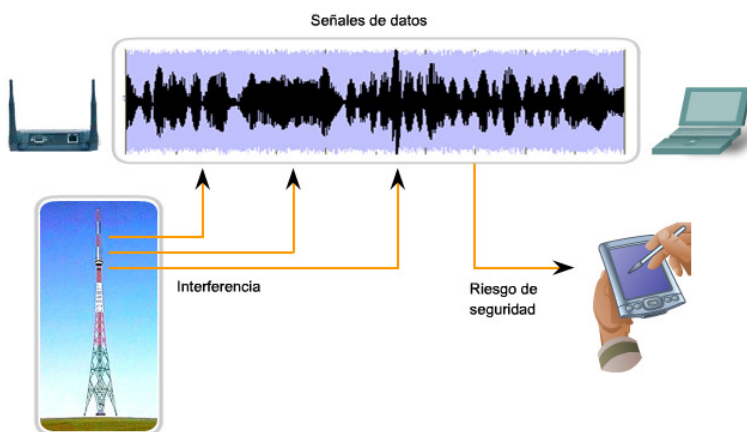 Señales de datos
Interferencia
Riesgo de
seguridad